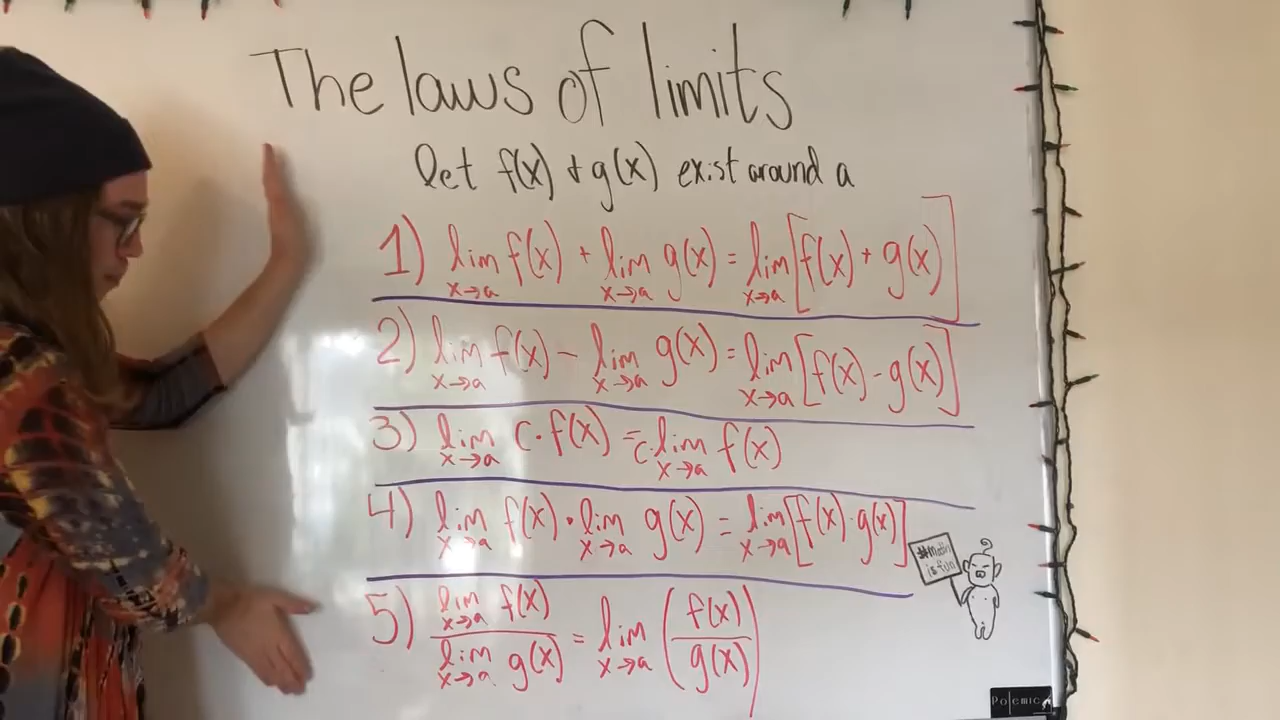 The laws of limits
let f(x) + g(x) exist around a
1) lim x→a f(x) + lim x→a g(x) = lim x→a [f(x) + g(x)]
2) lim x→a f(x) - lim x→a g(x) = lim x→a [f(x) - g(x)]
3) lim x→a c·f(x) = c·lim x→a f(x)
4) lim x→a f(x) · lim x→a g(x) = lim x→a [f(x)·g(x)]
#Math
is fun
5) lim x→a f(x) / lim x→a g(x) = lim x→a (f(x)/g(x))
Polemic